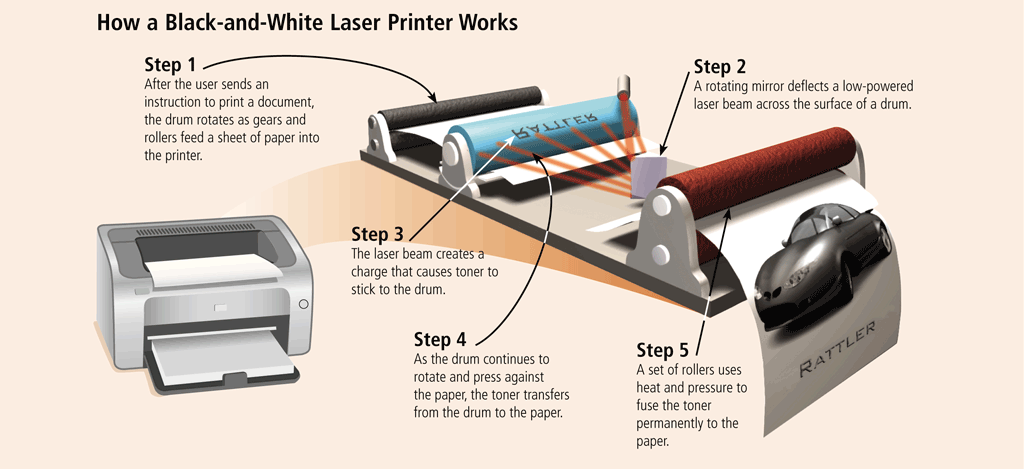 How a Black-and-White Laser Printer Works
Step 1
After the user sends an
instruction to print a document,
the drum rotates as gears and
rollers feed a sheet of paper into
the printer.
Step 2
A rotating mirror deflects a low-powered
laser beam across the surface of a drum.
RATTLER
Step 3
The laser beam creates a
charge that causes toner to
stick to the drum.
Step 4
As the drum continues to
rotate and press against
the paper, the toner transfers
from the drum to the paper.
Step 5
A set of rollers uses
heat and pressure to
fuse the toner
permanently to the
paper.
RATTLER